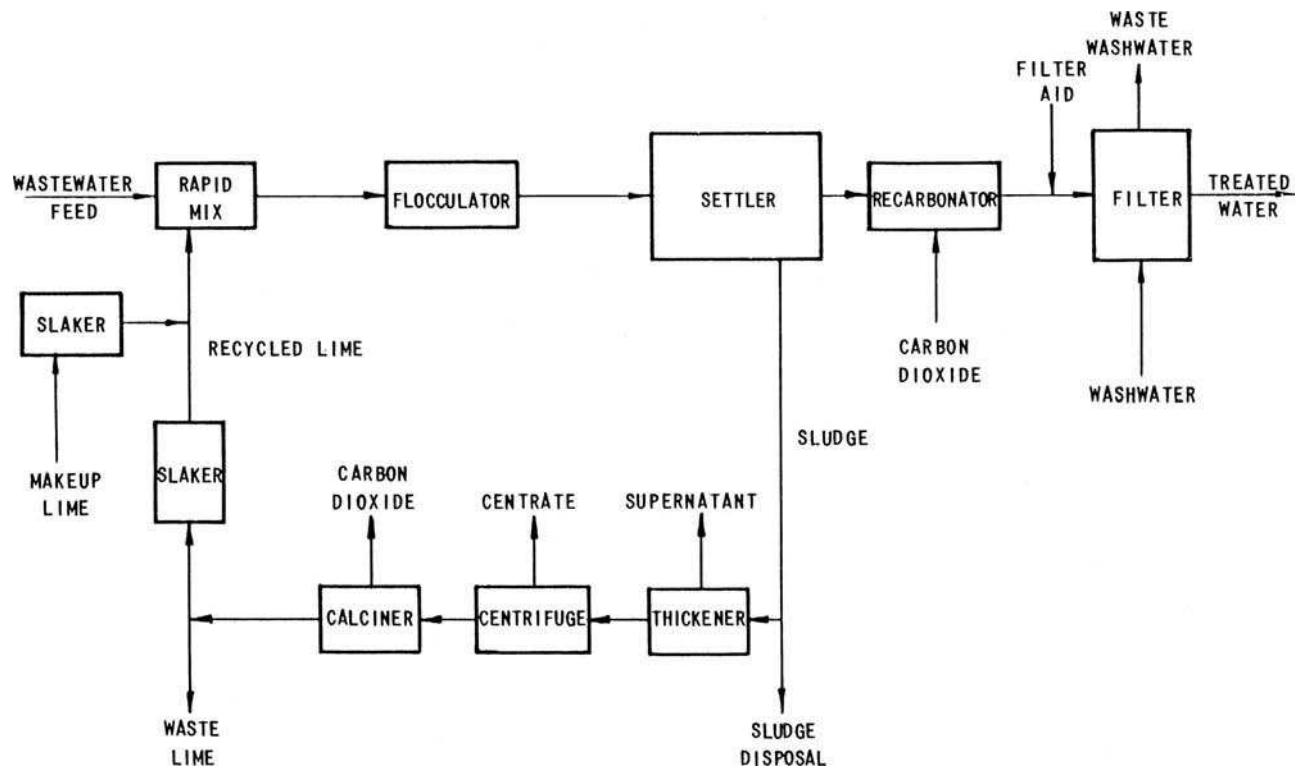 WASTE
WASHWATER
FILTER
AID
WASTEWATER
FEED
RAPID
MIX
FLOCCULATOR
SETTLER
RECARBONATOR
FILTER
TREATED
WATER
SLAKER
RECYCLED LIME
CARBON
DIOXIDE
WASHWATER
MAKEUP
LIME
SLAKER
SLUDGE
CARBON
DIOXIDE
CENTRATE
SUPERNATANT
CALCINER
CENTRIFUGE
THICKENER
WASTE
LIME
SLUDGE
DISPOSAL